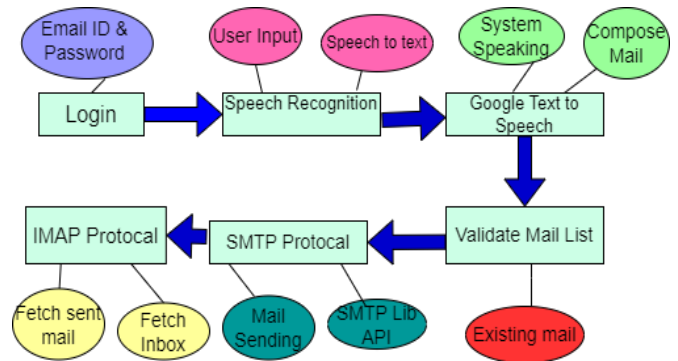 Email ID &
Password
User Input
Speech to text
System
Speaking
Compose
Mail
Login
Speech Recognition
Google Text to
Speech
IMAP Protocal
SMTP Protocal
Validate Mail List
Fetch sent
mail
Fetch
Inbox
Mail
Sending
SMTP Lib
API
Existing mail